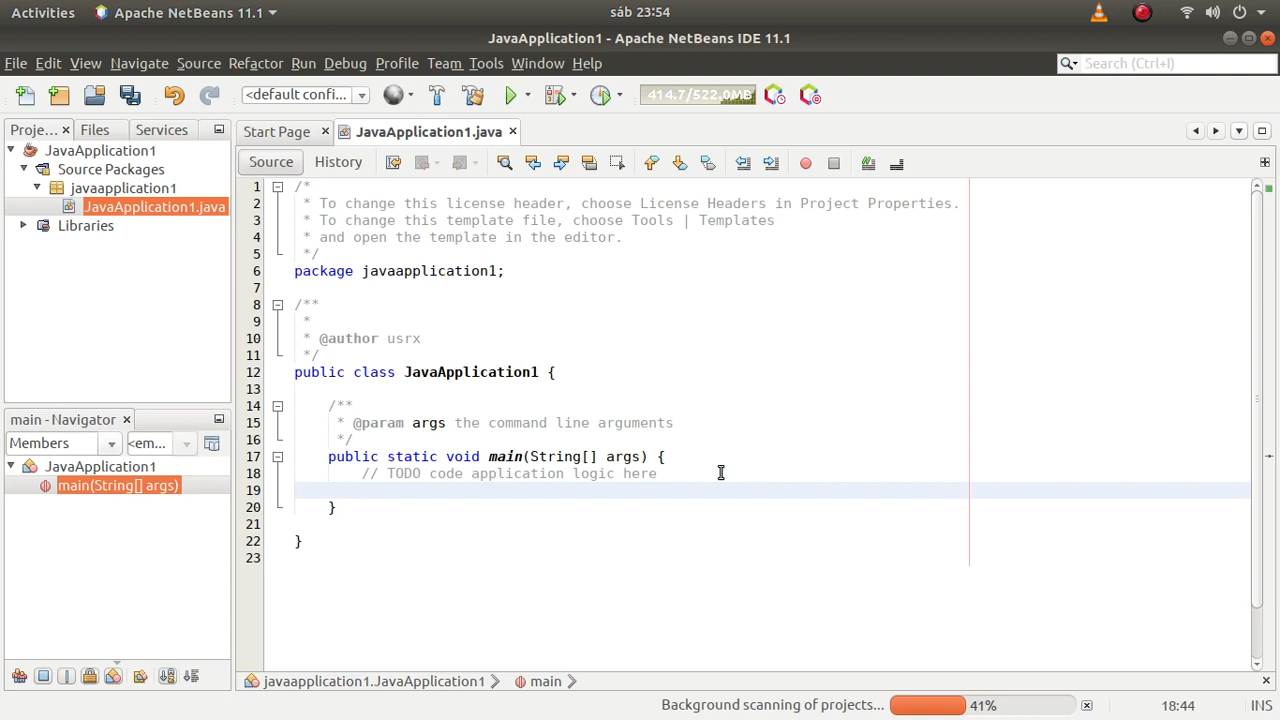 Activities Apache NetBeans 11.1 sáb 23:54
JavaApplication1 - Apache NetBeans IDE 11.1
File Edit View Navigate Source Refactor Run Debug Profile Team Tools Window Help Search (Ctrl+I)
<default confi... 414.7/522.0MB
Proje... Files Services
Start Page JavaApplication1.java
JavaApplication1
Source Packages
javaapplication1
JavaApplication1.java
Libraries
Source History
1 /*
2 * To change this license header, choose License Headers in Project Properties.
3 * To change this template file, choose Tools | Templates
4 * and open the template in the editor.
5 */
6 package javaapplication1;
7
8 /**
9 *
10 * @author usrx
11 */
12 public class JavaApplication1 {
13
14 /**
15 * @param args the command line arguments
16 */
17 public static void main(String[] args) {
18 // TODO code application logic here
19
20 }
21
22 }
23
main - Navigator
Members <em...
JavaApplication1
main(String[] args)
javaapplication1.JavaApplication1 main
Background scanning of projects... 41% 18:44 INS